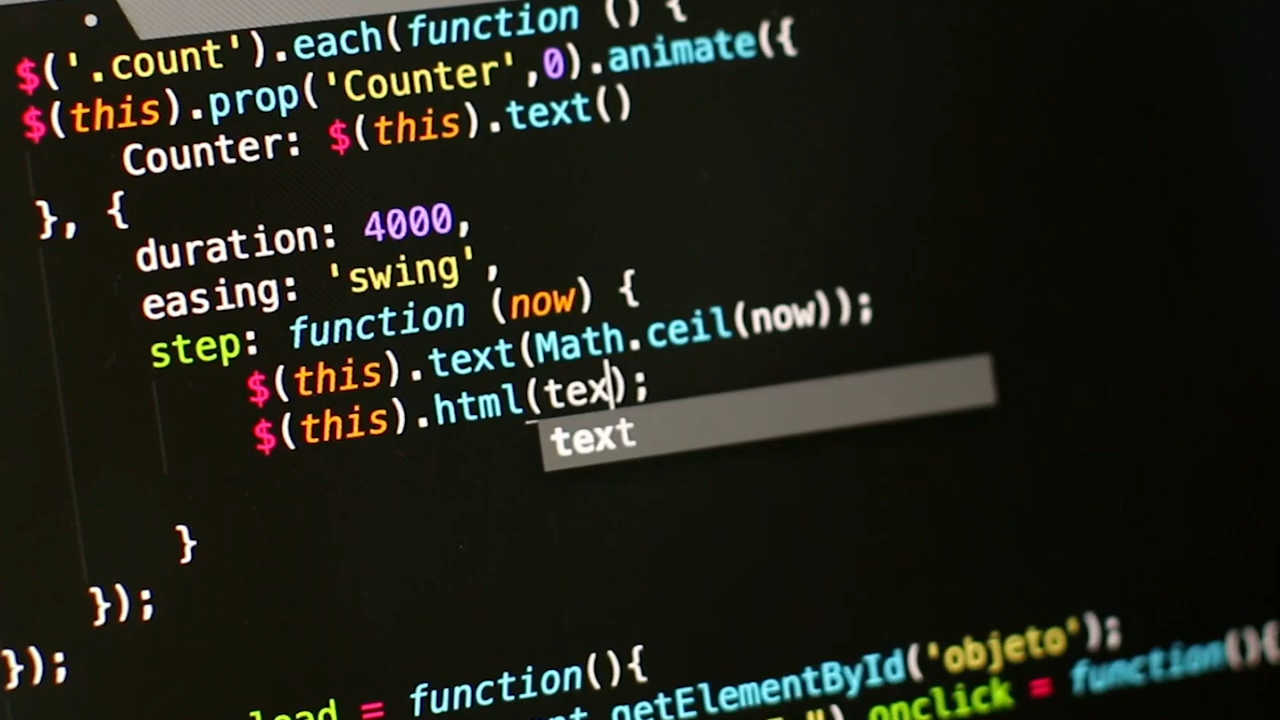 $('.count').each(function () {
$(this).prop('Counter',0).animate({
Counter: $(this).text()
}, {
duration: 4000,
easing: 'swing',
step: function (now) {
$(this).text(Math.ceil(now));
$(this).html(tex);
text
}
});
});
= function(){
getElementById('objeto');
onclick = function(){